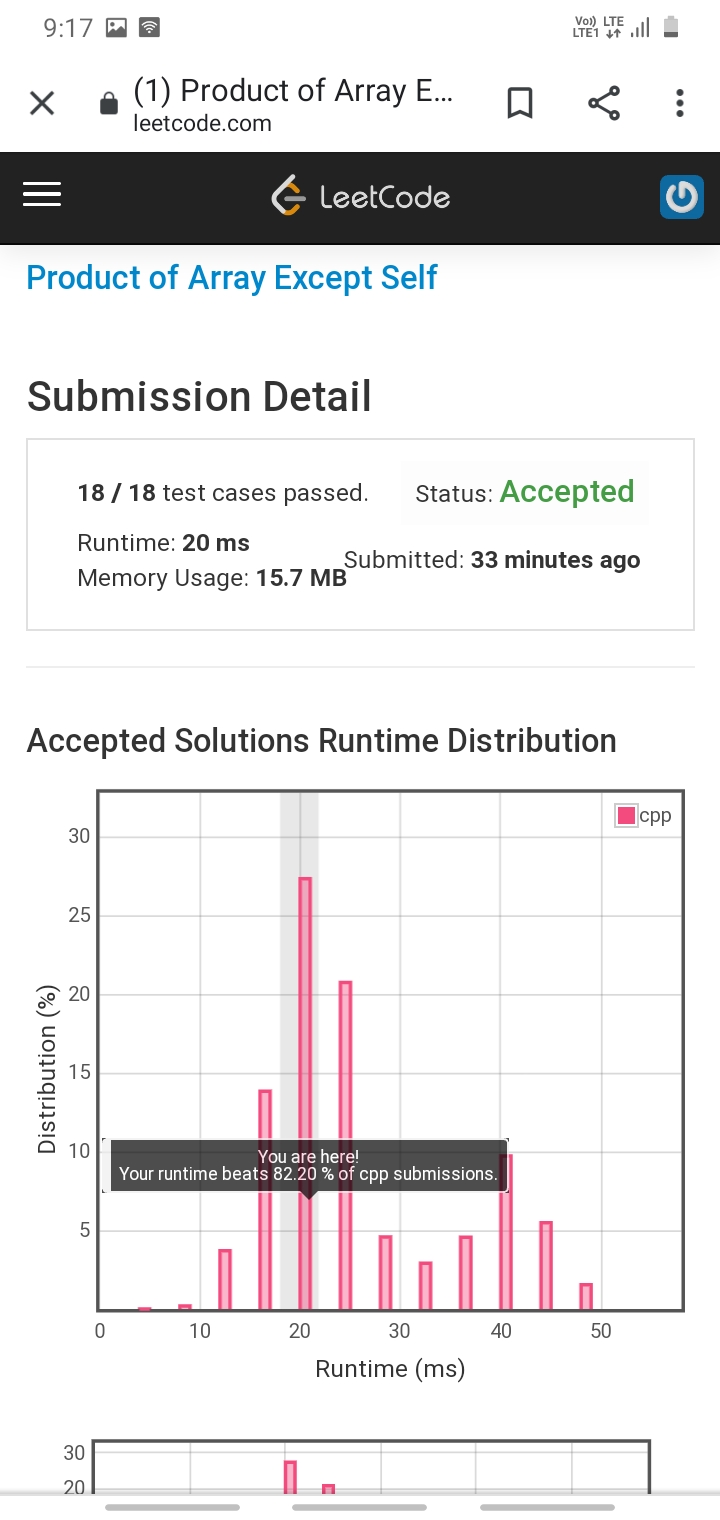 9:17
Vo)) LTE
LTE1
(1) Product of Array E...
leetcode.com
LeetCode
Product of Array Except Self
Submission Detail
18 / 18 test cases passed.
Status: Accepted
Runtime: 20 ms
Submitted: 33 minutes ago
Memory Usage: 15.7 MB
Accepted Solutions Runtime Distribution
cpp
30
25
20
15
10
5
Distribution (%)
You are here!
Your runtime beats 82.20 % of cpp submissions.
0 10 20 30 40 50
Runtime (ms)
30
20